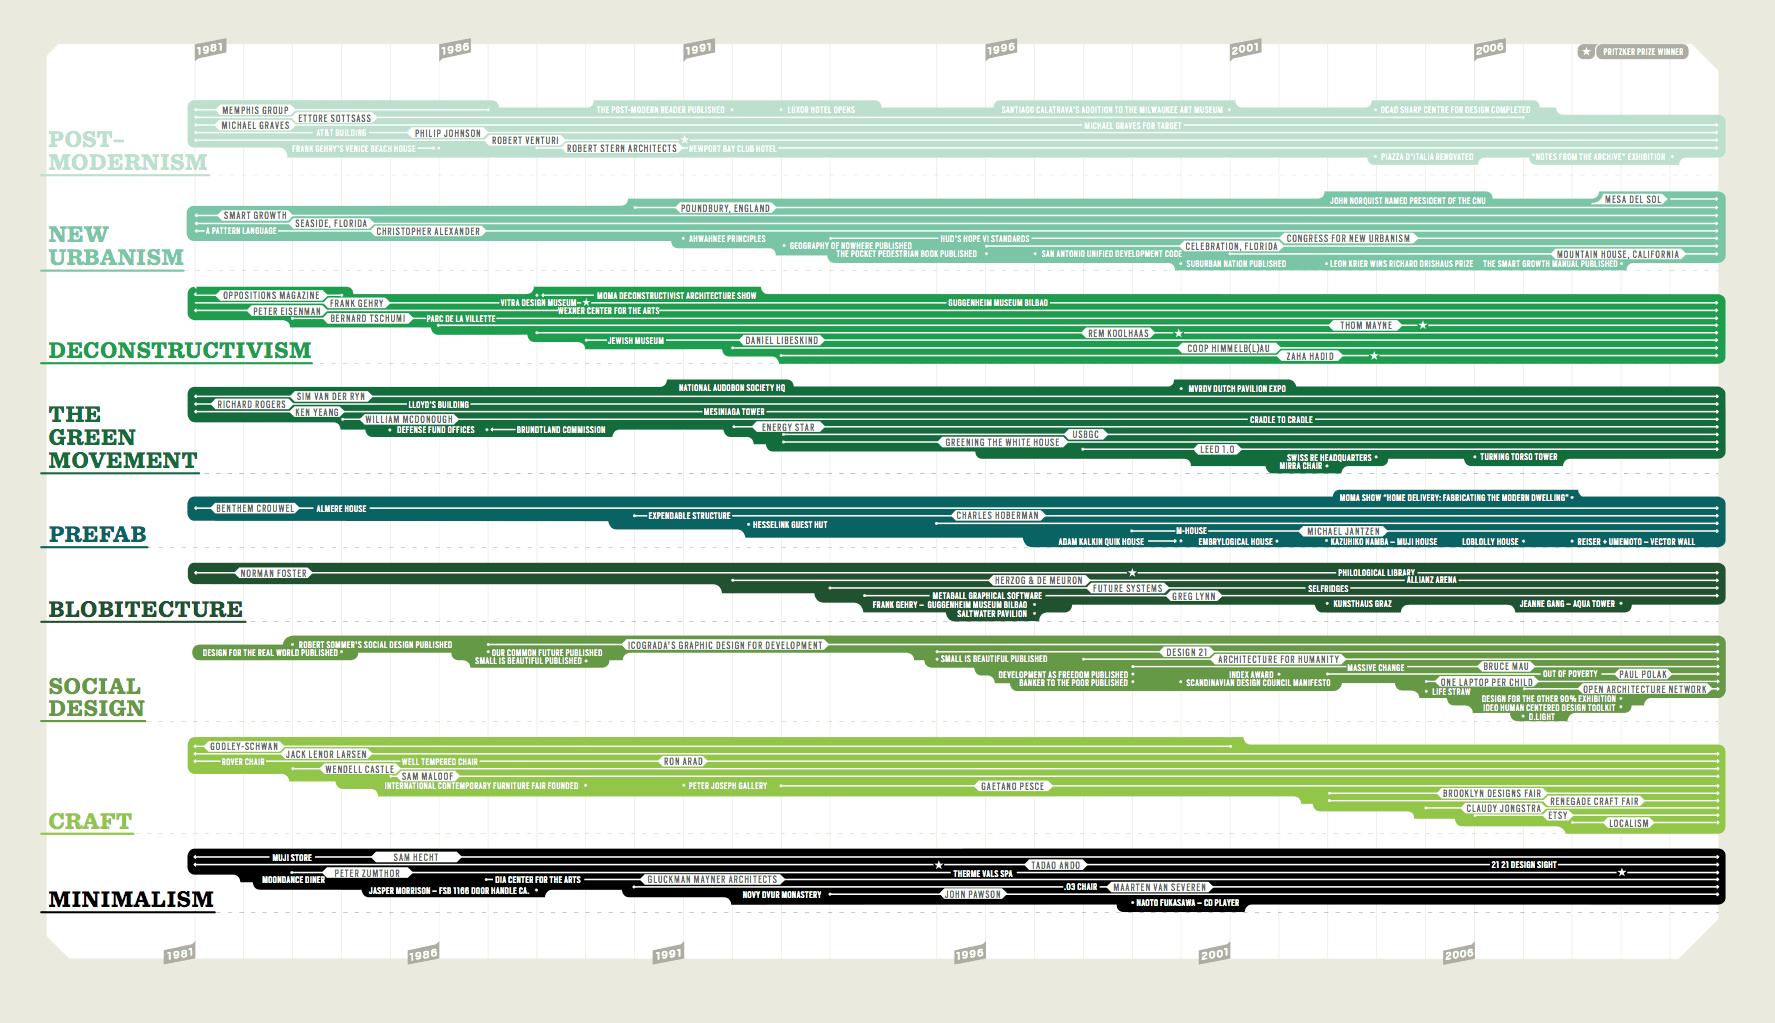 1981 1986 1991 1996 2001 2006 PRITZKER PRIZE WINNER
POST-
MODERNISM
MEMPHIS GROUP THE POST-MODERN READER PUBLISHED LUXOR HOTEL OPENS SANTIAGO CALATRAVA'S ADDITION TO THE MILWAUKEE ART MUSEUM OCAD SHARP CENTRE FOR DESIGN COMPLETED
ETTORE SOTTSASS
MICHAEL GRAVES MICHAEL GRAVES FOR TARGET
AT&T BUILDING PHILIP JOHNSON
ROBERT VENTURI
FRANK GEHRY'S VENICE BEACH HOUSE ROBERT STERN ARCHITECTS NEWPORT BAY CLUB HOTEL
PIAZZA D'ITALIA RENOVATED "NOTES FROM THE ARCHIVE" EXHIBITION
NEW
URBANISM
JOHN NORQUIST NAMED PRESIDENT OF THE CNU MESA DEL SOL
POUNDBURY, ENGLAND
SMART GROWTH
SEASIDE, FLORIDA
A PATTERN LANGUAGE CHRISTOPHER ALEXANDER
AHWAHNEE PRINCIPLES HUD'S HOPE VI STANDARDS CONGRESS FOR NEW URBANISM
GEOGRAPHY OF NOWHERE PUBLISHED CELEBRATION, FLORIDA
THE POCKET PEDESTRIAN BOOK PUBLISHED SAN ANTONIO UNIFIED DEVELOPMENT CODE MOUNTAIN HOUSE, CALIFORNIA
SUBURBAN NATION PUBLISHED LEON KRIER WINS RICHARD DRISHAUS PRIZE THE SMART GROWTH MANUAL PUBLISHED
DECONSTRUCTIVISM
OPPOSITIONS MAGAZINE MOMA DECONSTRUCTIVIST ARCHITECTURE SHOW
FRANK GEHRY VITRA DESIGN MUSEUM GUGGENHEIM MUSEUM BILBAO
PETER EISENMAN WEXNER CENTER FOR THE ARTS
BERNARD TSCHUMI PARC DE LA VILLETTE
THOM MAYNE
REM KOOLHAAS
JEWISH MUSEUM DANIEL LIBESKIND
COOP HIMMELB(L)AU
ZAHA HADID
THE
GREEN
MOVEMENT
NATIONAL AUDOBON SOCIETY HQ MVRDV DUTCH PAVILION EXPO
SIM VAN DER RYN
RICHARD ROGERS LLOYD'S BUILDING
KEN YEANG MESINIAGA TOWER
WILLIAM MCDONOUGH CRADLE TO CRADLE
DEFENSE FUND OFFICES BRUNDTLAND COMMISSION ENERGY STAR
USBGC
GREENING THE WHITE HOUSE
LEED 1.0
SWISS RE HEADQUARTERS TURNING TORSO TOWER
MIRRA CHAIR
PREFAB
MOMA SHOW "HOME DELIVERY: FABRICATING THE MODERN DWELLING"
BENTHEM CROUWEL ALMERE HOUSE
EXPENDABLE STRUCTURE CHARLES HOBERMAN
HESSELINK GUEST HUT
M-HOUSE MICHAEL JANTZEN
ADAM KALKIN QUIK HOUSE EMBRYLOGICAL HOUSE KAZUHIKO NAMBA – MUJI HOUSE LOBLOLLY HOUSE REISER + UMEMOTO – VECTOR WALL
BLOBITECTURE
NORMAN FOSTER PHILOLOGICAL LIBRARY
HERZOG & DE MEURON ALLIANZ ARENA
FUTURE SYSTEMS SELFRIDGES
METABALL GRAPHICAL SOFTWARE GREG LYNN
FRANK GEHRY – GUGGENHEIM MUSEUM BILBAO KUNSTHAUS GRAZ JEANNE GANG – AQUA TOWER
SALTWATER PAVILION
SOCIAL
DESIGN
ROBERT SOMMER'S SOCIAL DESIGN PUBLISHED ICOGRADA'S GRAPHIC DESIGN FOR DEVELOPMENT
DESIGN FOR THE REAL WORLD PUBLISHED OUR COMMON FUTURE PUBLISHED DESIGN 21
SMALL IS BEAUTIFUL PUBLISHED SMALL IS BEAUTIFUL PUBLISHED ARCHITECTURE FOR HUMANITY
MASSIVE CHANGE BRUCE MAU
DEVELOPMENT AS FREEDOM PUBLISHED INDEX AWARD OUT OF POVERTY PAUL POLAK
BANKER TO THE POOR PUBLISHED SCANDINAVIAN DESIGN COUNCIL MANIFESTO ONE LAPTOP PER CHILD
LIFE STRAW OPEN ARCHITECTURE NETWORK
DESIGN FOR THE OTHER 90% EXHIBITION
IDEO HUMAN CENTERED DESIGN TOOLKIT
D.LIGHT
CRAFT
GODLEY-SCHWAN
JACK LENOR LARSEN
ROVER CHAIR WELL TEMPERED CHAIR RON ARAD
WENDELL CASTLE
SAM MALOOF
INTERNATIONAL CONTEMPORARY FURNITURE FAIR FOUNDED PETER JOSEPH GALLERY GAETANO PESCE
BROOKLYN DESIGNS FAIR
RENEGADE CRAFT FAIR
CLAUDY JONGSTRA
ETSY
LOCALISM
MINIMALISM
MUJI STORE SAM HECHT
TADAO ANDO 21 21 DESIGN SIGHT
PETER ZUMTHOR THERME VALS SPA
MOONDANCE DINER DIA CENTER FOR THE ARTS GLUCKMAN MAYNER ARCHITECTS
.03 CHAIR MAARTEN VAN SEVEREN
JASPER MORRISON – FSB 1166 DOOR HANDLE CA. NOVY DVUR MONASTERY JOHN PAWSON
NAOTO FUKASAWA – CD PLAYER
1981 1986 1991 1996 2001 2006